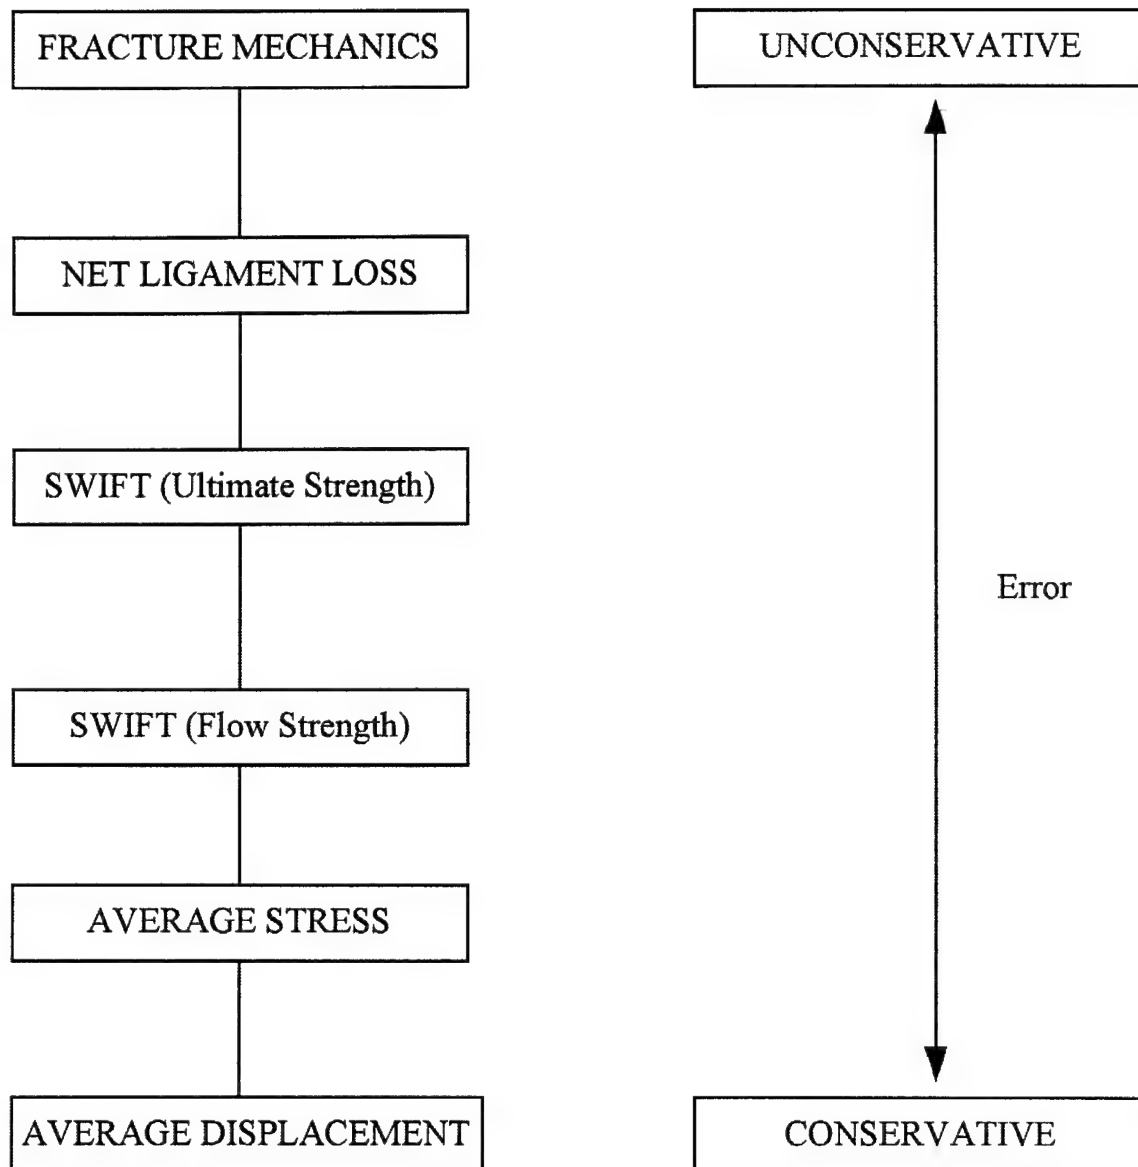 FRACTURE MECHANICS
UNCONSERVATIVE
NET LIGAMENT LOSS
SWIFT (Ultimate Strength)
Error
SWIFT (Flow Strength)
AVERAGE STRESS
AVERAGE DISPLACEMENT
CONSERVATIVE